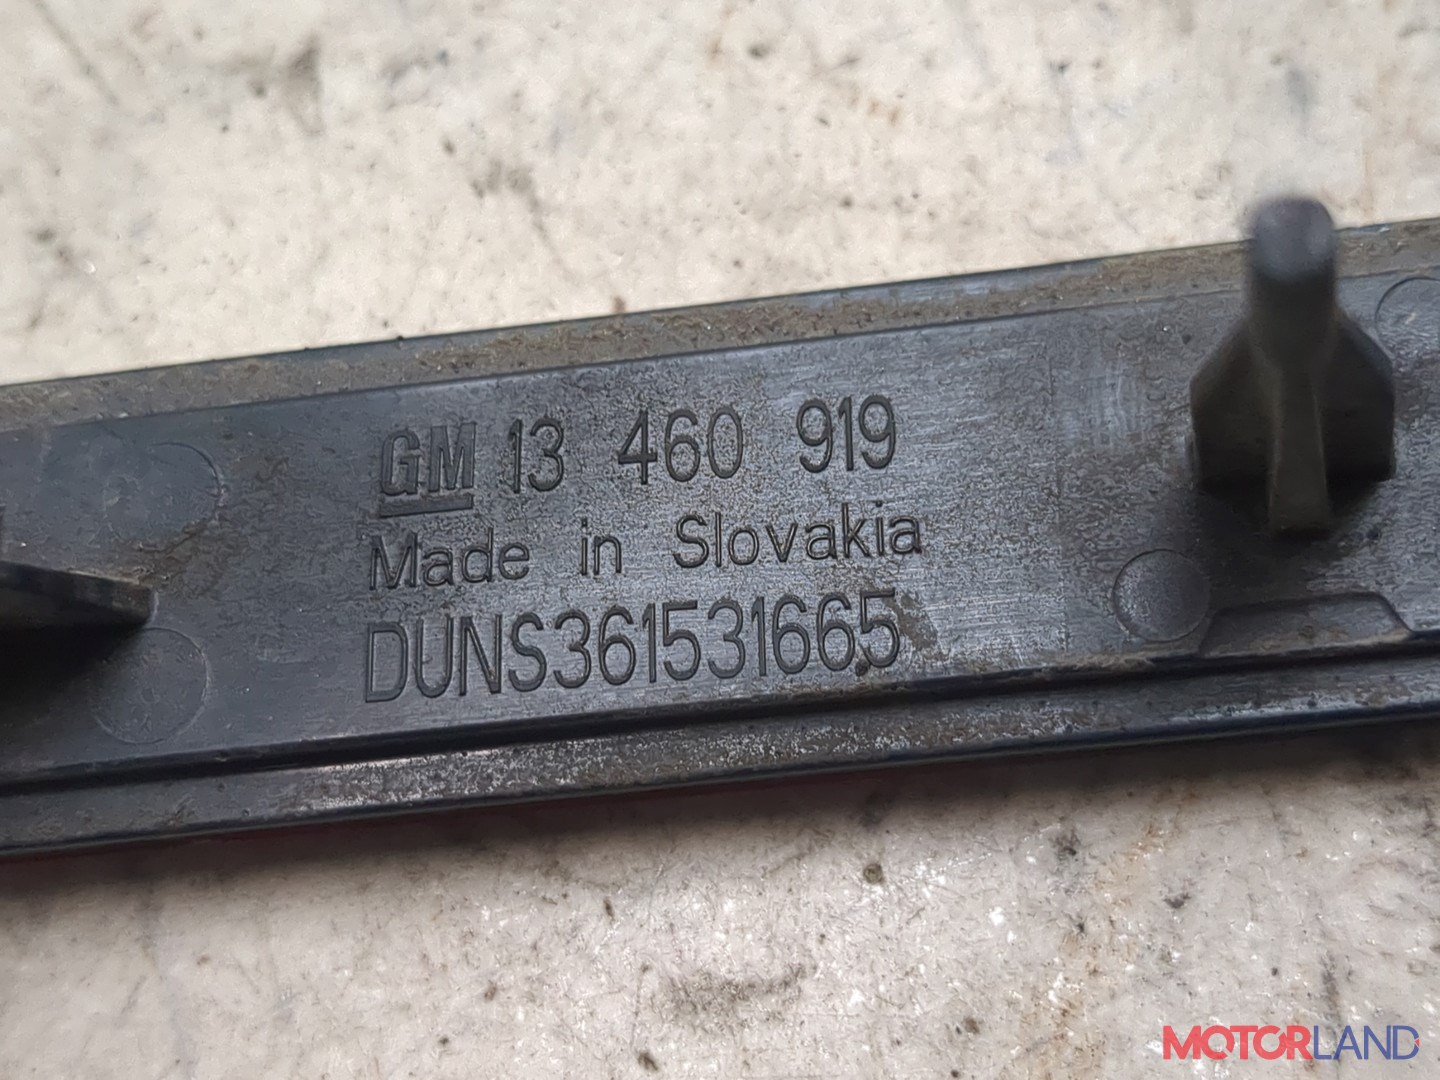 GM 13 460 919
Made in Slovakia
DUNS361531665
MOTORLAND